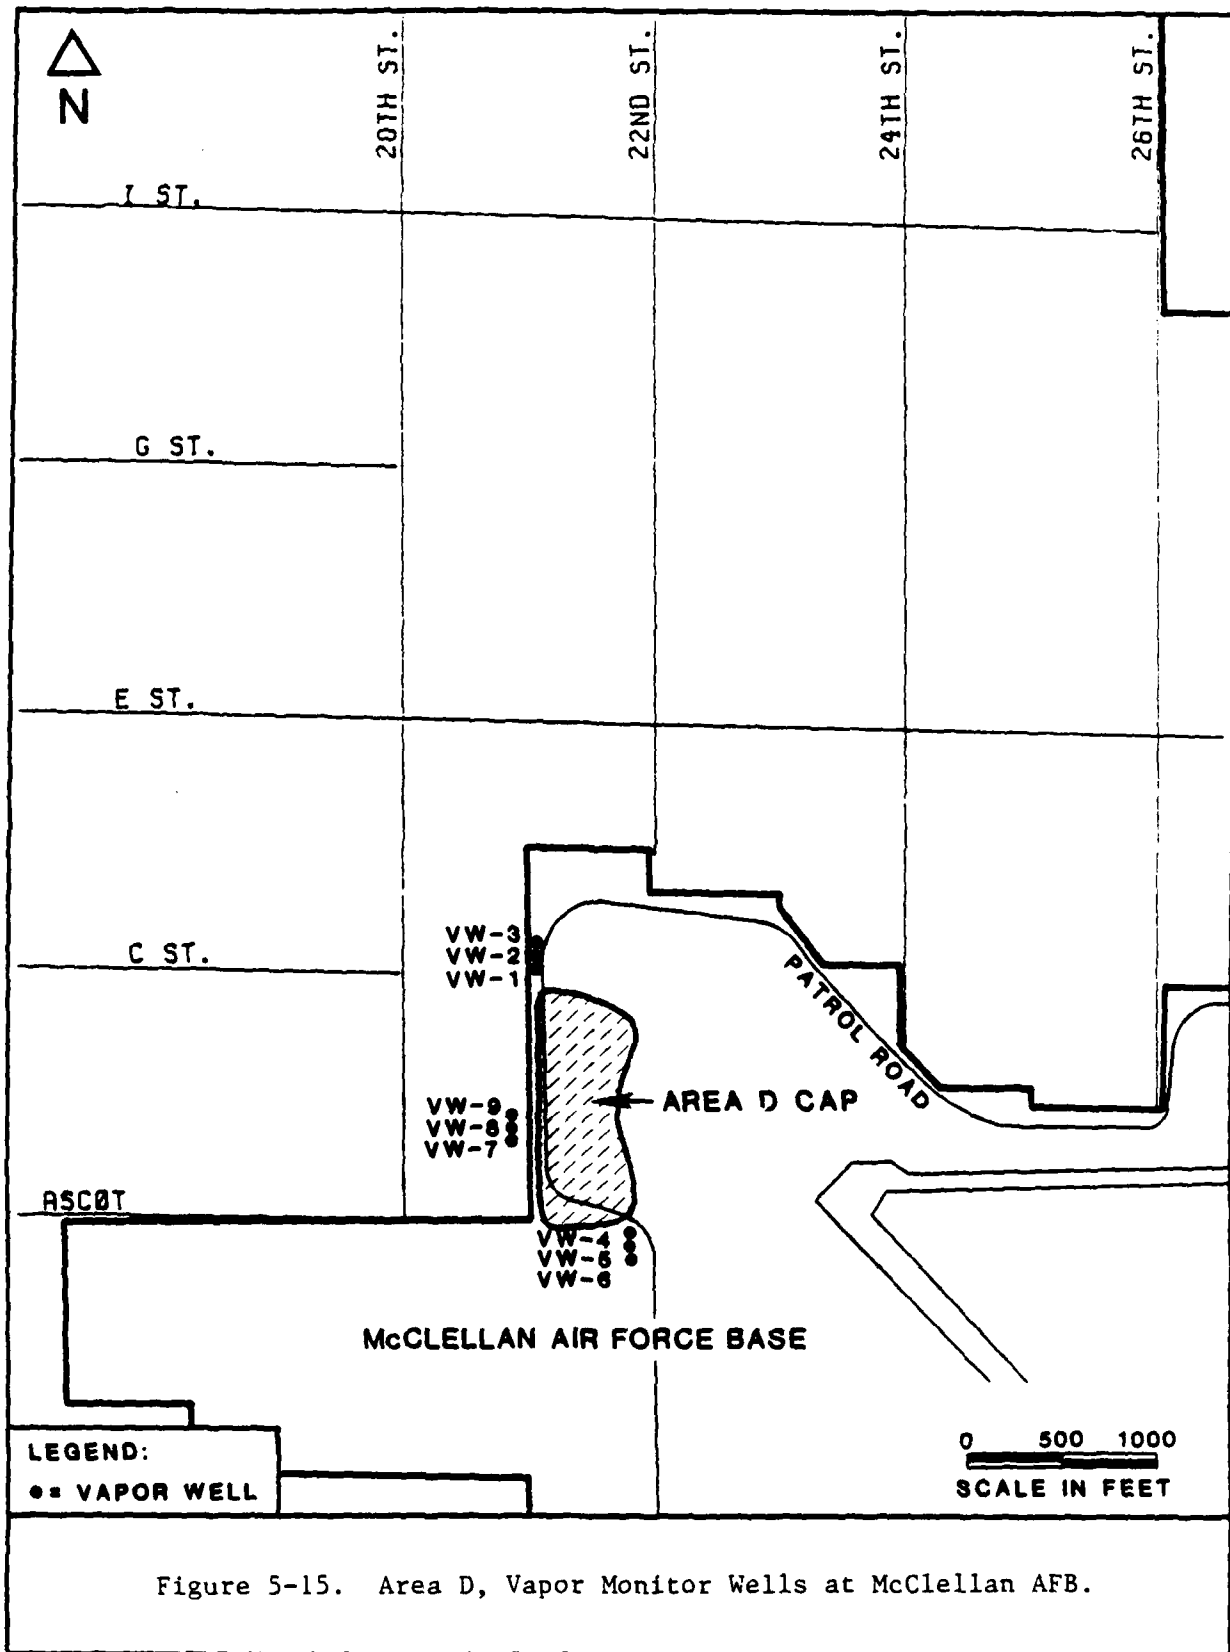 N
20TH ST.
22ND ST.
24TH ST.
26TH ST.
I ST.
G ST.
E ST.
C ST.
VW-3
VW-2
VW-1
PATROL ROAD
AREA D CAP
VW-9
VW-8
VW-7
ASCØT
VW-4
VW-5
VW-6
McCLELLAN AIR FORCE BASE
LEGEND:
●= VAPOR WELL
0 500 1000
SCALE IN FEET
Figure 5-15. Area D, Vapor Monitor Wells at McClellan AFB.